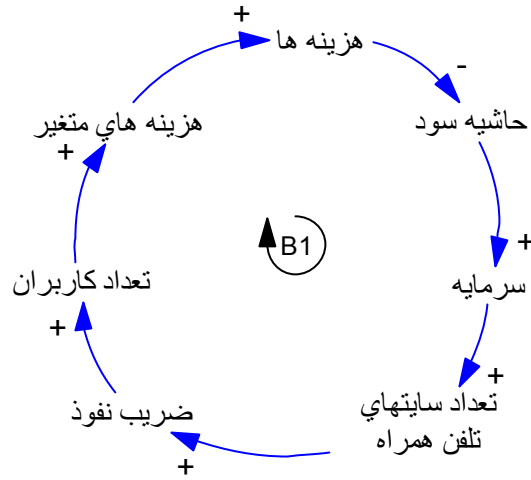 +
هزينه ها
-
حاشيه سود
+
سرمايه
+
تعداد سايتهاي
تلفن همراه
+
ضريب نفوذ
+
تعداد کاربران
+
هزينه هاي متغير
B1